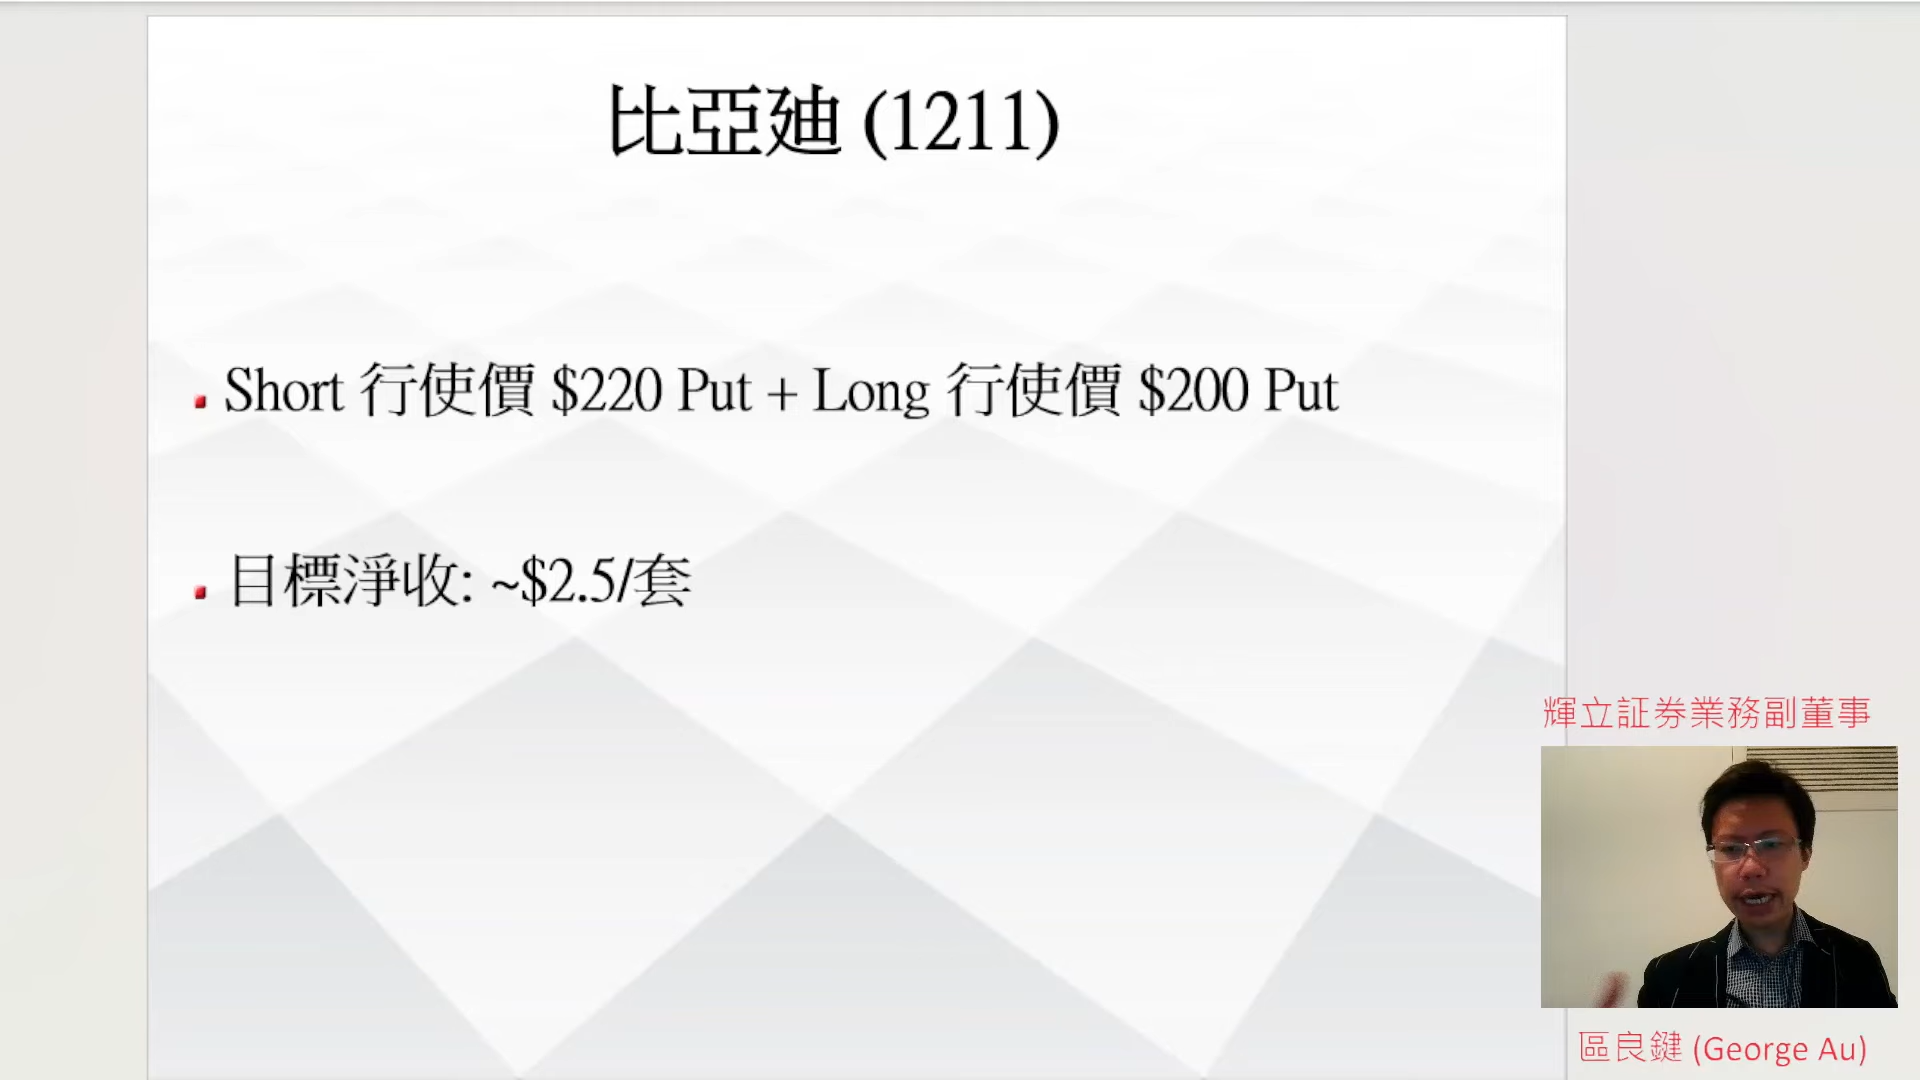 比亞廸 (1211)
Short 行使價 $220 Put + Long 行使價 $200 Put
目標淨收: ~$2.5/套
輝立証券業務副董事
區良鍵 (George Au)